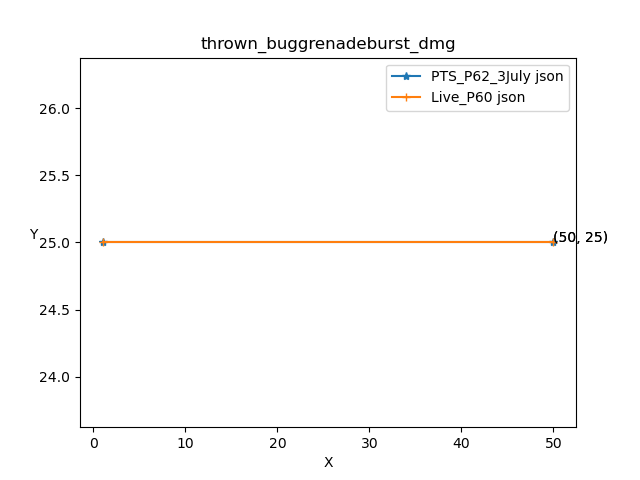 thrown_buggrenadeburst_dmg
PTS_P62_3July json
Live_P60 json
26.0
25.5
Y
25.0
(50, 25)
24.5
24.0
0 10 20 30 40 50
X